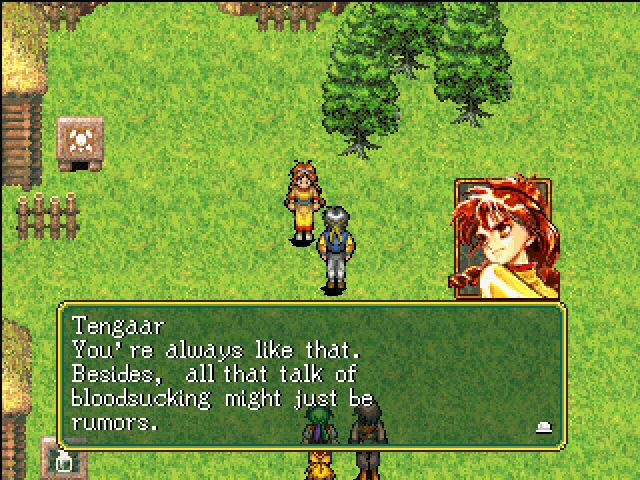 Tengaar
You're always like that.
Besides, all that talk of
bloodsucking might just be
rumors.